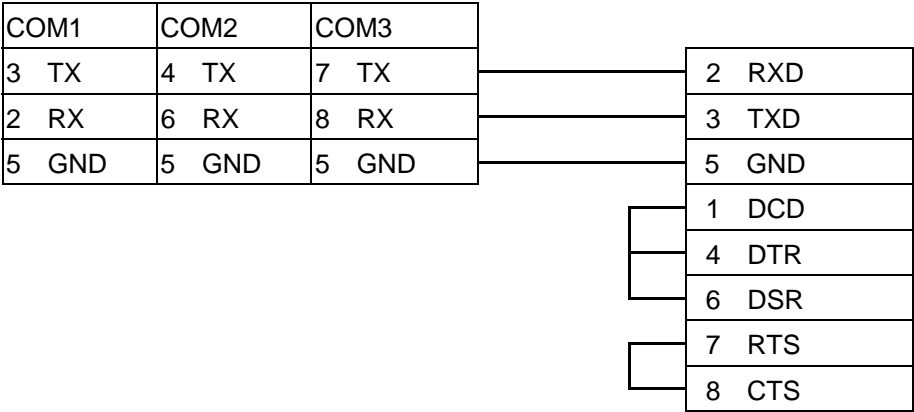 COM1 COM2 COM3
3 TX 4 TX 7 TX 2 RXD
2 RX 6 RX 8 RX 3 TXD
5 GND 5 GND 5 GND 5 GND
1 DCD
4 DTR
6 DSR
7 RTS
8 CTS